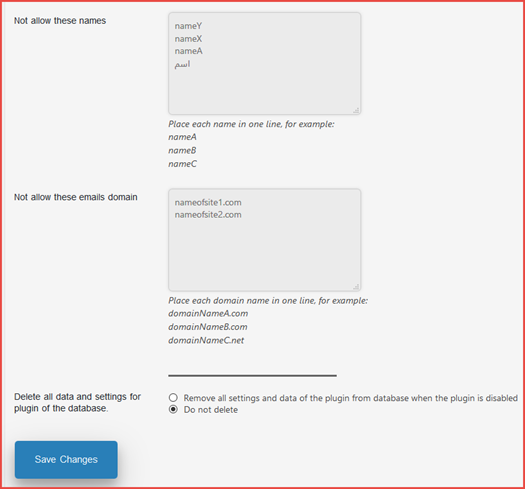 Not allow these names
nameY
nameX
nameA
اسم
Place each name in one line, for example:
nameA
nameB
nameC
Not allow these emails domain
nameofsite1.com
nameofsite2.com
Place each domain name in one line, for example:
domainNameA.com
domainNameB.com
domainNameC.net
Delete all data and settings for
plugin of the database.
Remove all settings and data of the plugin from database when the plugin is disabled
Do not delete
Save Changes